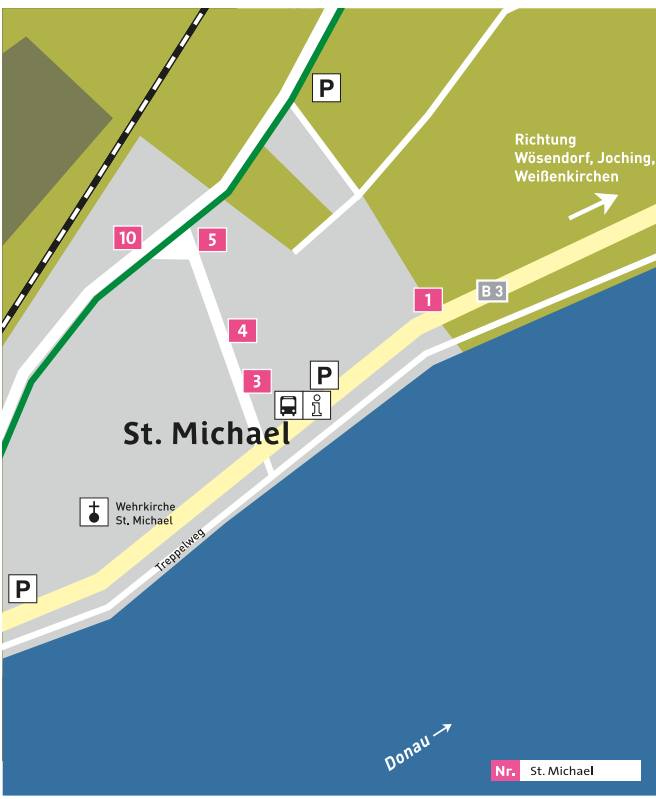 P
Richtung
Wösendorf, Joching,
Weißenkirchen
10
5
1
B 3
4
3
P
i
St. Michael
Wehrkirche
St. Michael
Treppelweg
P
Donau
Nr. St. Michael